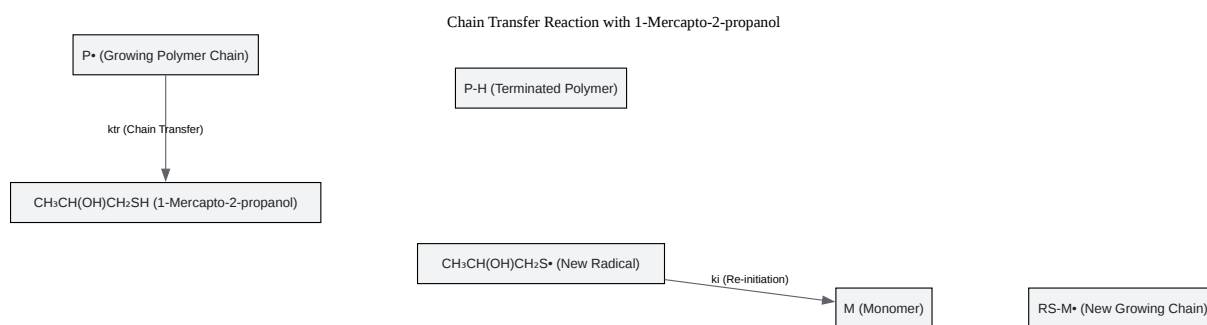 Chain Transfer Reaction with 1-Mercapto-2-propanol
P• (Growing Polymer Chain)
P-H (Terminated Polymer)
ktr (Chain Transfer)
CH₃CH(OH)CH₂SH (1-Mercapto-2-propanol)
CH₃CH(OH)CH₂S• (New Radical)
ki (Re-initiation)
M (Monomer)
RS-M• (New Growing Chain)